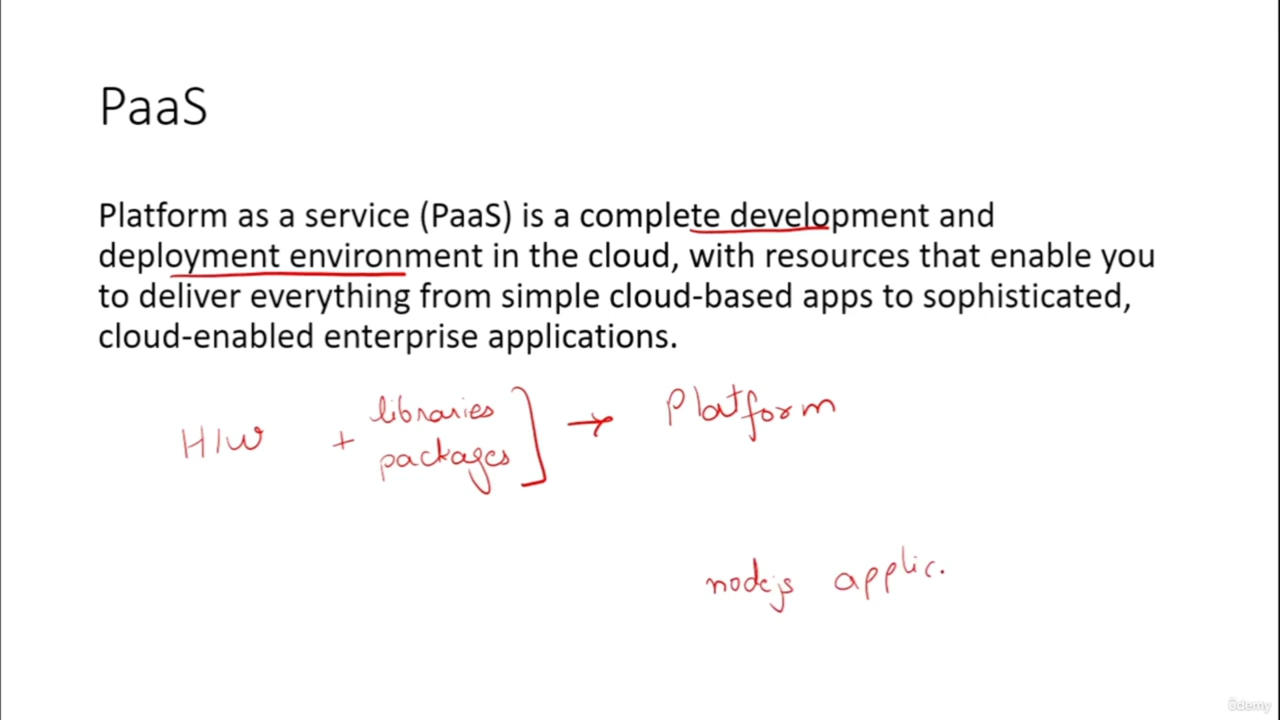 PaaS
Platform as a service (PaaS) is a complete development and
deployment environment in the cloud, with resources that enable you
to deliver everything from simple cloud-based apps to sophisticated,
cloud-enabled enterprise applications.
H/W + libraries packages → Platform
nodejs applic.
ûdemy